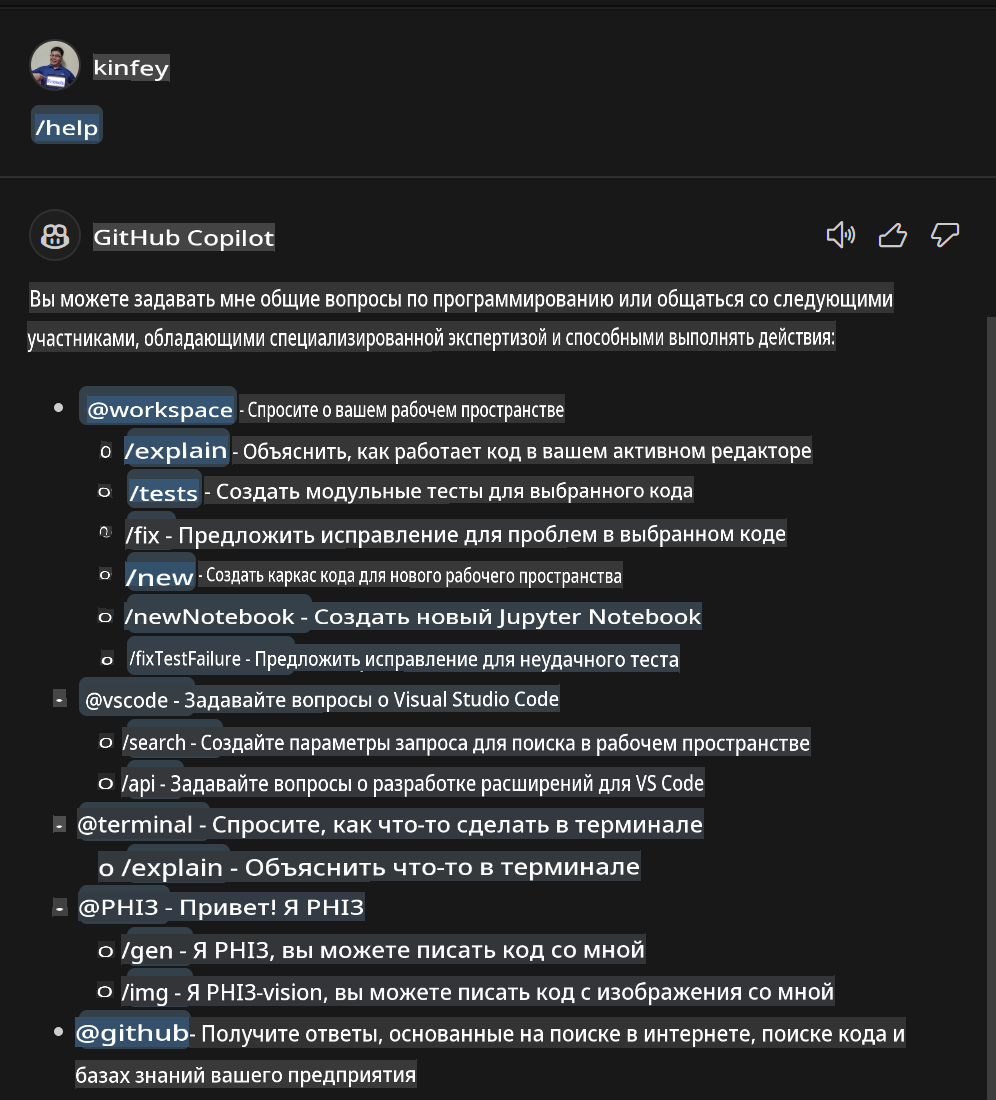 kinfey
/help
GitHub Copilot
Вы можете задавать мне общие вопросы по программированию или общаться со следующими
участниками, обладающими специализированной экспертизой и способными выполнять действия:
• @workspace - Спросите о вашем рабочем пространстве
o /explain - Объяснить, как работает код в вашем активном редакторе
o /tests - Создать модульные тесты для выбранного кода
o /fix - Предложить исправление для проблем в выбранном коде
o /new - Создать каркас кода для нового рабочего пространства
o /newNotebook - Создать новый Jupyter Notebook
o /fixTestFailure - Предложить исправление для неудачного теста
- @vscode - Задавайте вопросы о Visual Studio Code
o /search - Создайте параметры запроса для поиска в рабочем пространстве
o /api - Задавайте вопросы о разработке расширений для VS Code
- @terminal - Спросите, как что-то сделать в терминале
o /explain - Объяснить что-то в терминале
- @PHI3 - Привет! Я PHI3
o /gen - Я PHI3, вы можете писать код со мной
o /img - Я PHI3-vision, вы можете писать код с изображения со мной
• @github- Получите ответы, основанные на поиске в интернете, поиске кода и
базах знаний вашего предприятия